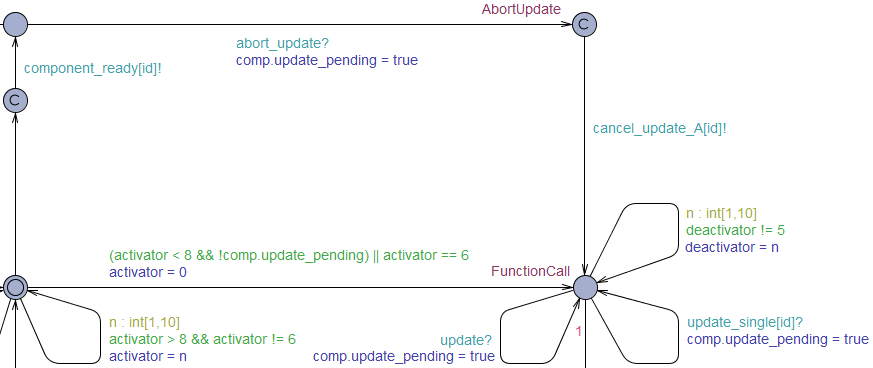 AbortUpdate
C
abort_update?
comp.update_pending = true
component_ready[id]!
C
cancel_update_A[id]!
n : int[1,10]
deactivator != 5
deactivator = n
(activator < 8 && !comp.update_pending) || activator == 6
activator = 0
FunctionCall
n : int[1,10]
activator > 8 && activator != 6
activator = n
update?
comp.update_pending = true
1
update_single[id]?
comp.update_pending = true